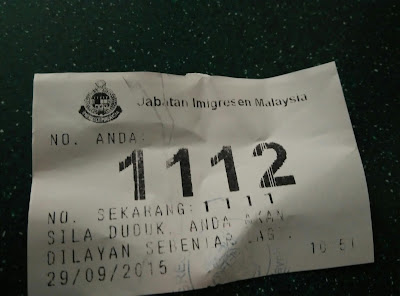 Jabatan Imigresen Malaysia
NO. ANDA:
1112
NO. SEKARANG: 1111
SILA DUDUK. ANDA AKAN
DILAYAN SEBENTAR LAGI.
29/09/2015 10 51